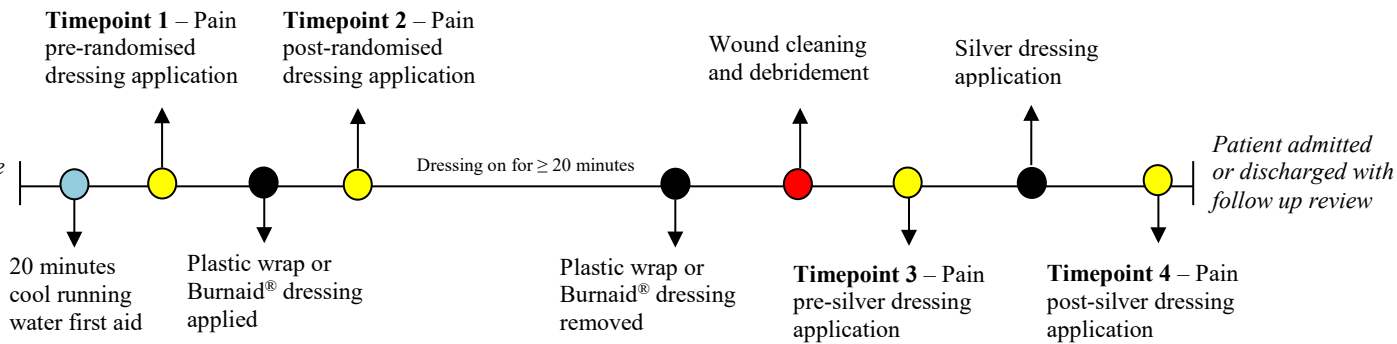 Timepoint 1 – Pain
pre-randomised
dressing application
Timepoint 2 – Pain
post-randomised
dressing application
Wound cleaning
and debridement
Silver dressing
application
Dressing on for ≥ 20 minutes
Patient admitted
or discharged with
follow up review
20 minutes
cool running
water first aid
Plastic wrap or
Burnaid® dressing
applied
Plastic wrap or
Burnaid® dressing
removed
Timepoint 3 – Pain
pre-silver dressing
application
Timepoint 4 – Pain
post-silver dressing
application